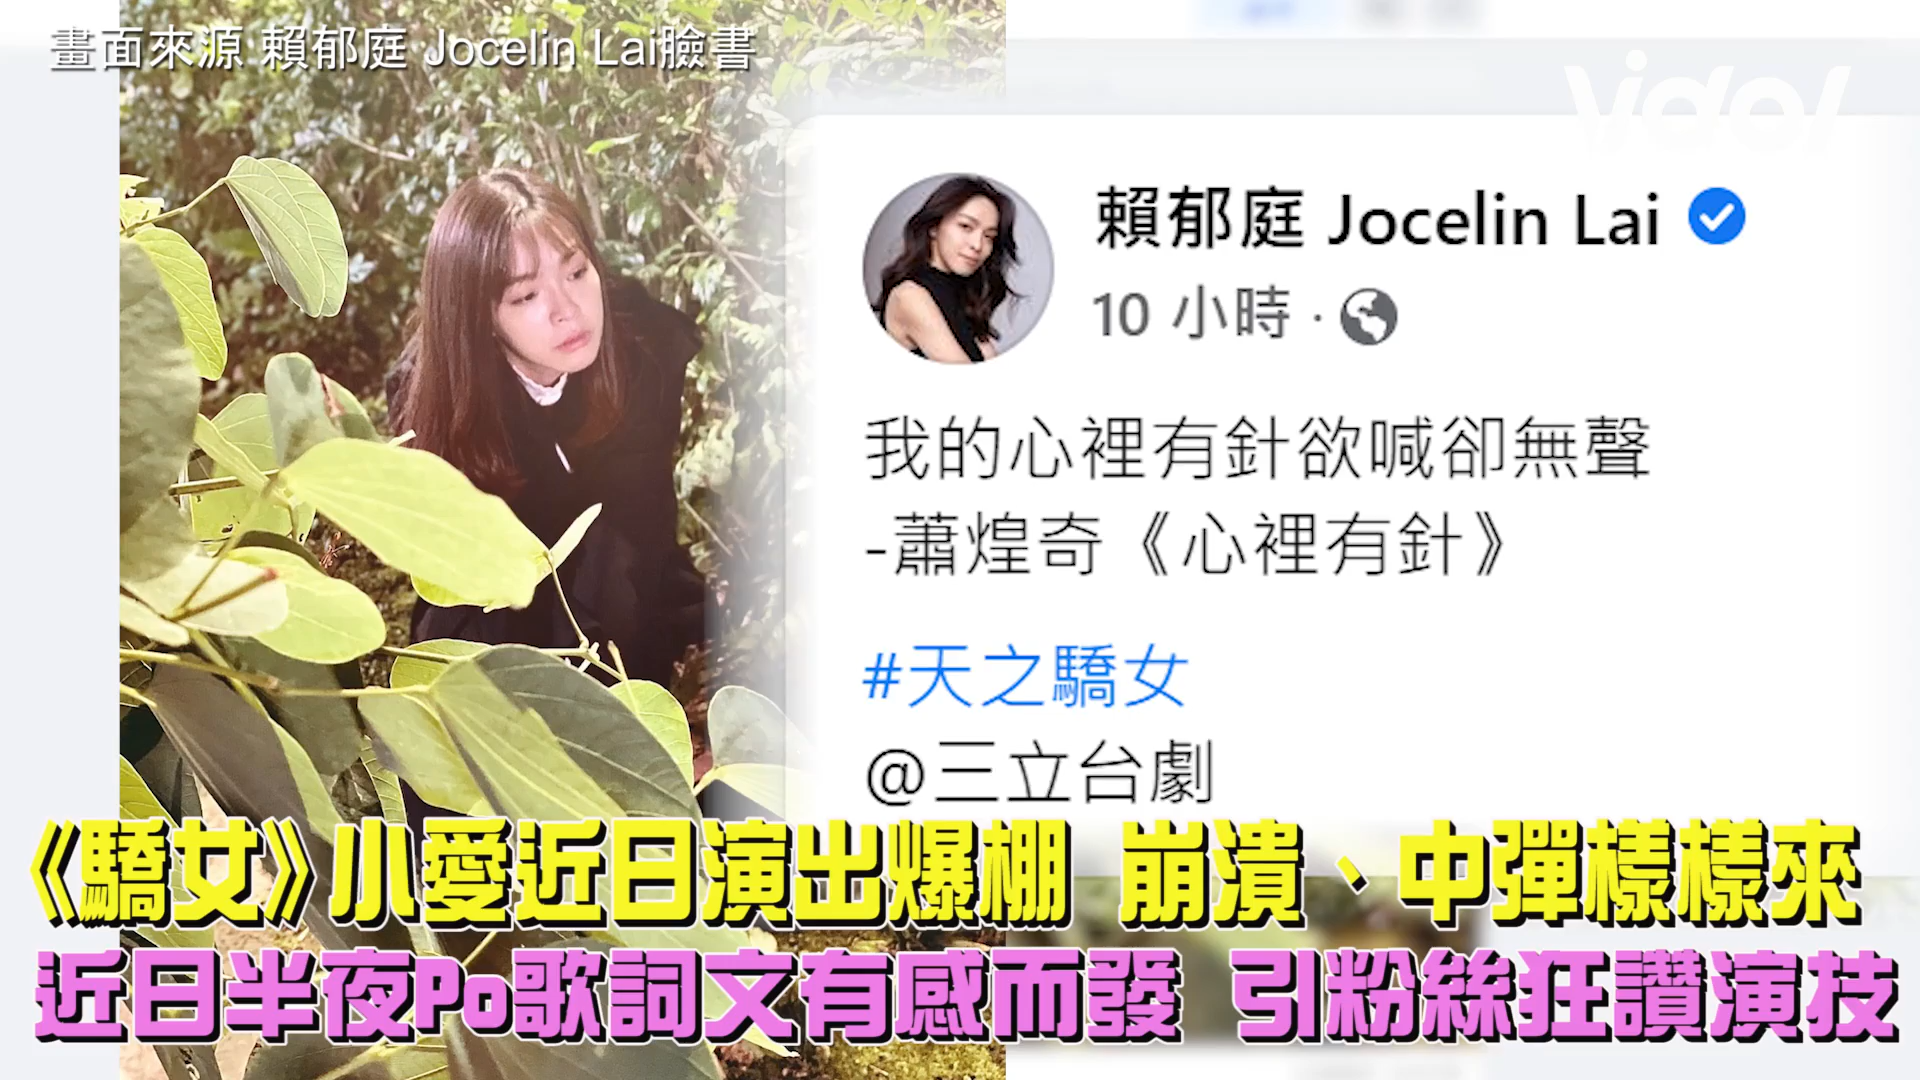 畫面來源 賴郁庭 Jocelin Lai臉書
vidol
賴郁庭 Jocelin Lai
10 小時 ·
我的心裡有針欲喊卻無聲
-蕭煌奇《心裡有針》
#天之驕女
@三立台劇
《驕女》小愛近日演出爆棚 崩潰、中彈樣樣來
近日半夜Po歌詞文有感而發 引粉絲狂讚演技